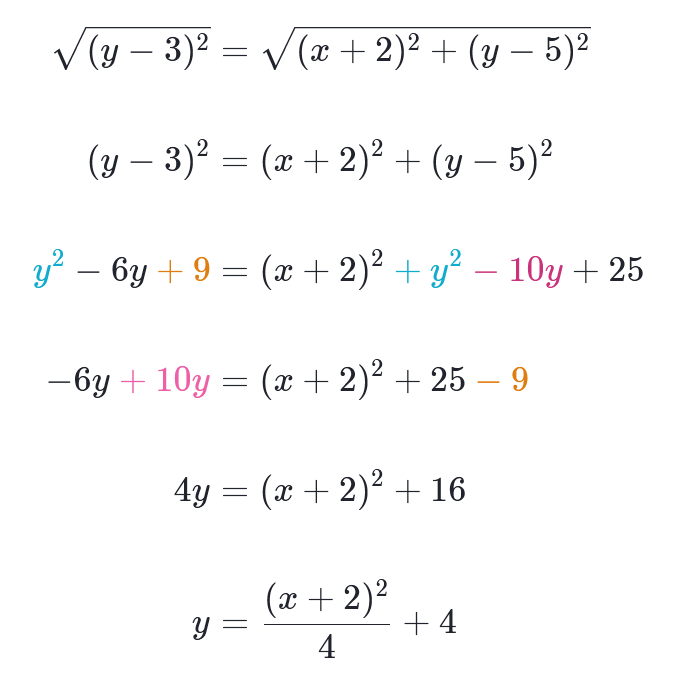 √(y − 3)² = √(x + 2)² + (y − 5)²
(y − 3)² = (x + 2)² + (y − 5)²
y² − 6y + 9 = (x + 2)² + y² − 10y + 25
−6y + 10y = (x + 2)² + 25 − 9
4y = (x + 2)² + 16
y = (x + 2)²/4 + 4